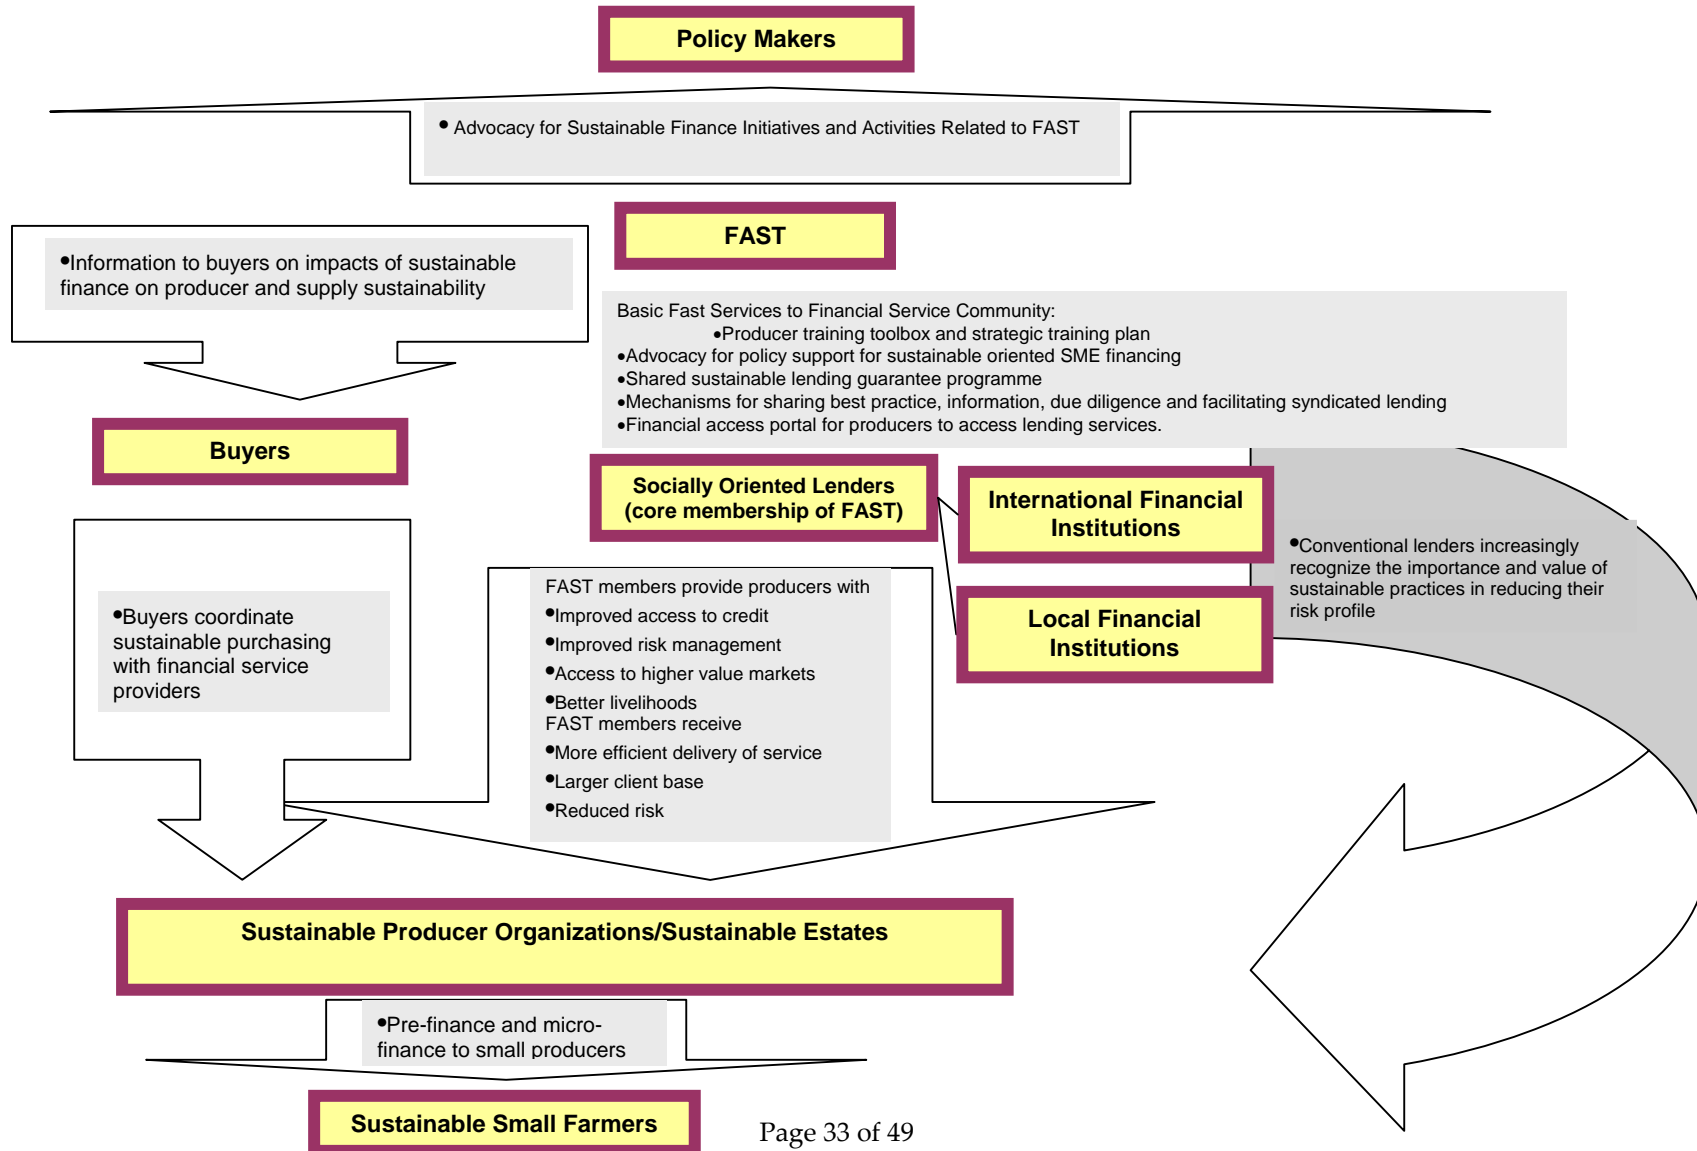 Policy Makers
• Advocacy for Sustainable Finance Initiatives and Activities Related to FAST
FAST
•Information to buyers on impacts of sustainable
finance on producer and supply sustainability
Basic Fast Services to Financial Service Community:
•Producer training toolbox and strategic training plan
•Advocacy for policy support for sustainable oriented SME financing
•Shared sustainable lending guarantee programme
•Mechanisms for sharing best practice, information, due diligence and facilitating syndicated lending
•Financial access portal for producers to access lending services.
Buyers
Socially Oriented Lenders
(core membership of FAST)
International Financial
Institutions
•Conventional lenders increasingly
recognize the importance and value of
sustainable practices in reducing their
risk profile
Local Financial
Institutions
•Buyers coordinate
sustainable purchasing
with financial service
providers
FAST members provide producers with
•Improved access to credit
•Improved risk management
•Access to higher value markets
•Better livelihoods
FAST members receive
•More efficient delivery of service
•Larger client base
•Reduced risk
Sustainable Producer Organizations/Sustainable Estates
•Pre-finance and micro-
finance to small producers
Sustainable Small Farmers
Page 33 of 49